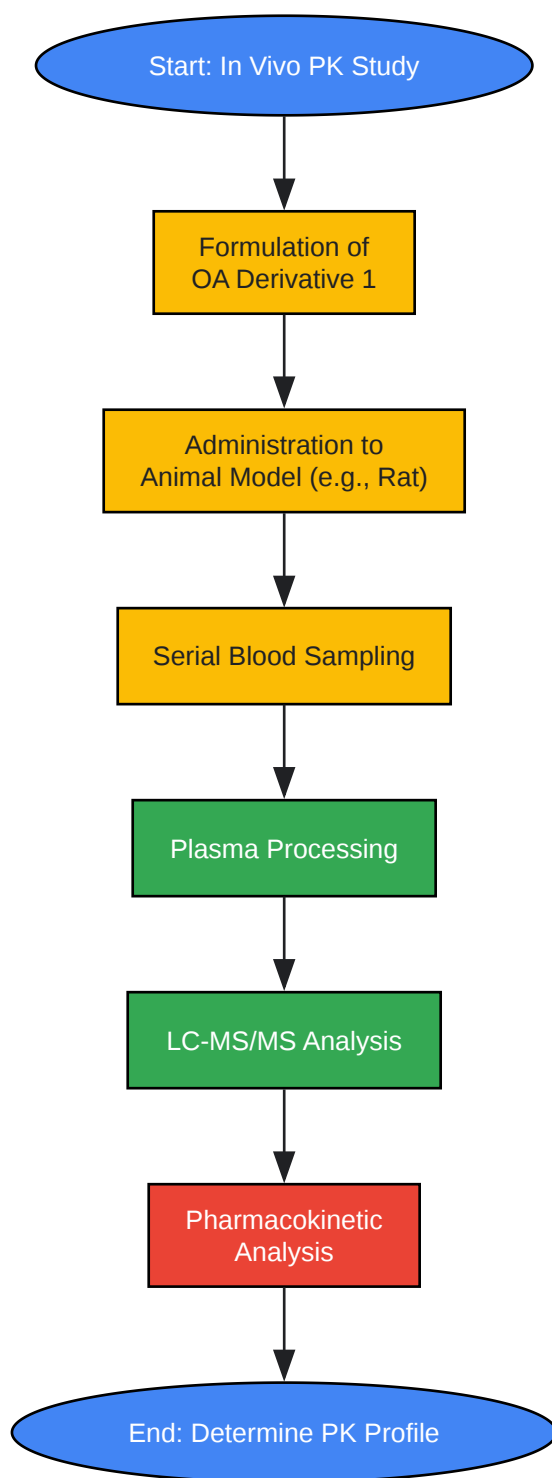 Start: In Vivo PK Study
Formulation of
OA Derivative 1
Administration to
Animal Model (e.g., Rat)
Serial Blood Sampling
Plasma Processing
LC-MS/MS Analysis
Pharmacokinetic
Analysis
End: Determine PK Profile